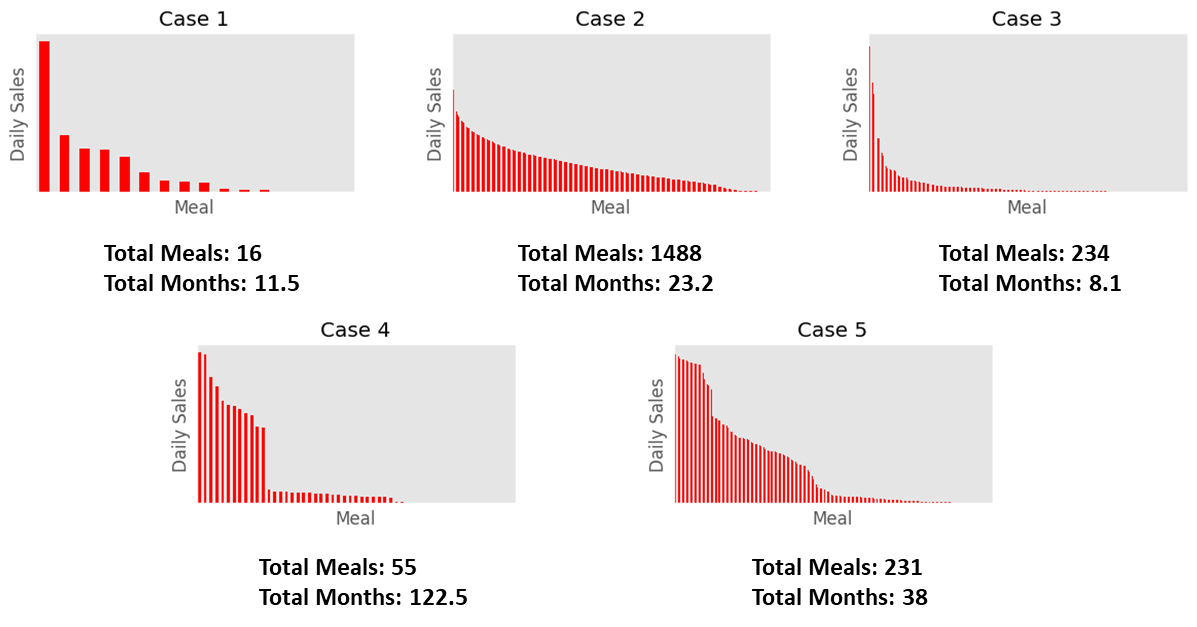 Case 1
Daily Sales
Meal
Total Meals: 16
Total Months: 11.5
Case 2
Daily Sales
Meal
Total Meals: 1488
Total Months: 23.2
Case 3
Daily Sales
Meal
Total Meals: 234
Total Months: 8.1
Case 4
Daily Sales
Meal
Total Meals: 55
Total Months: 122.5
Case 5
Daily Sales
Meal
Total Meals: 231
Total Months: 38